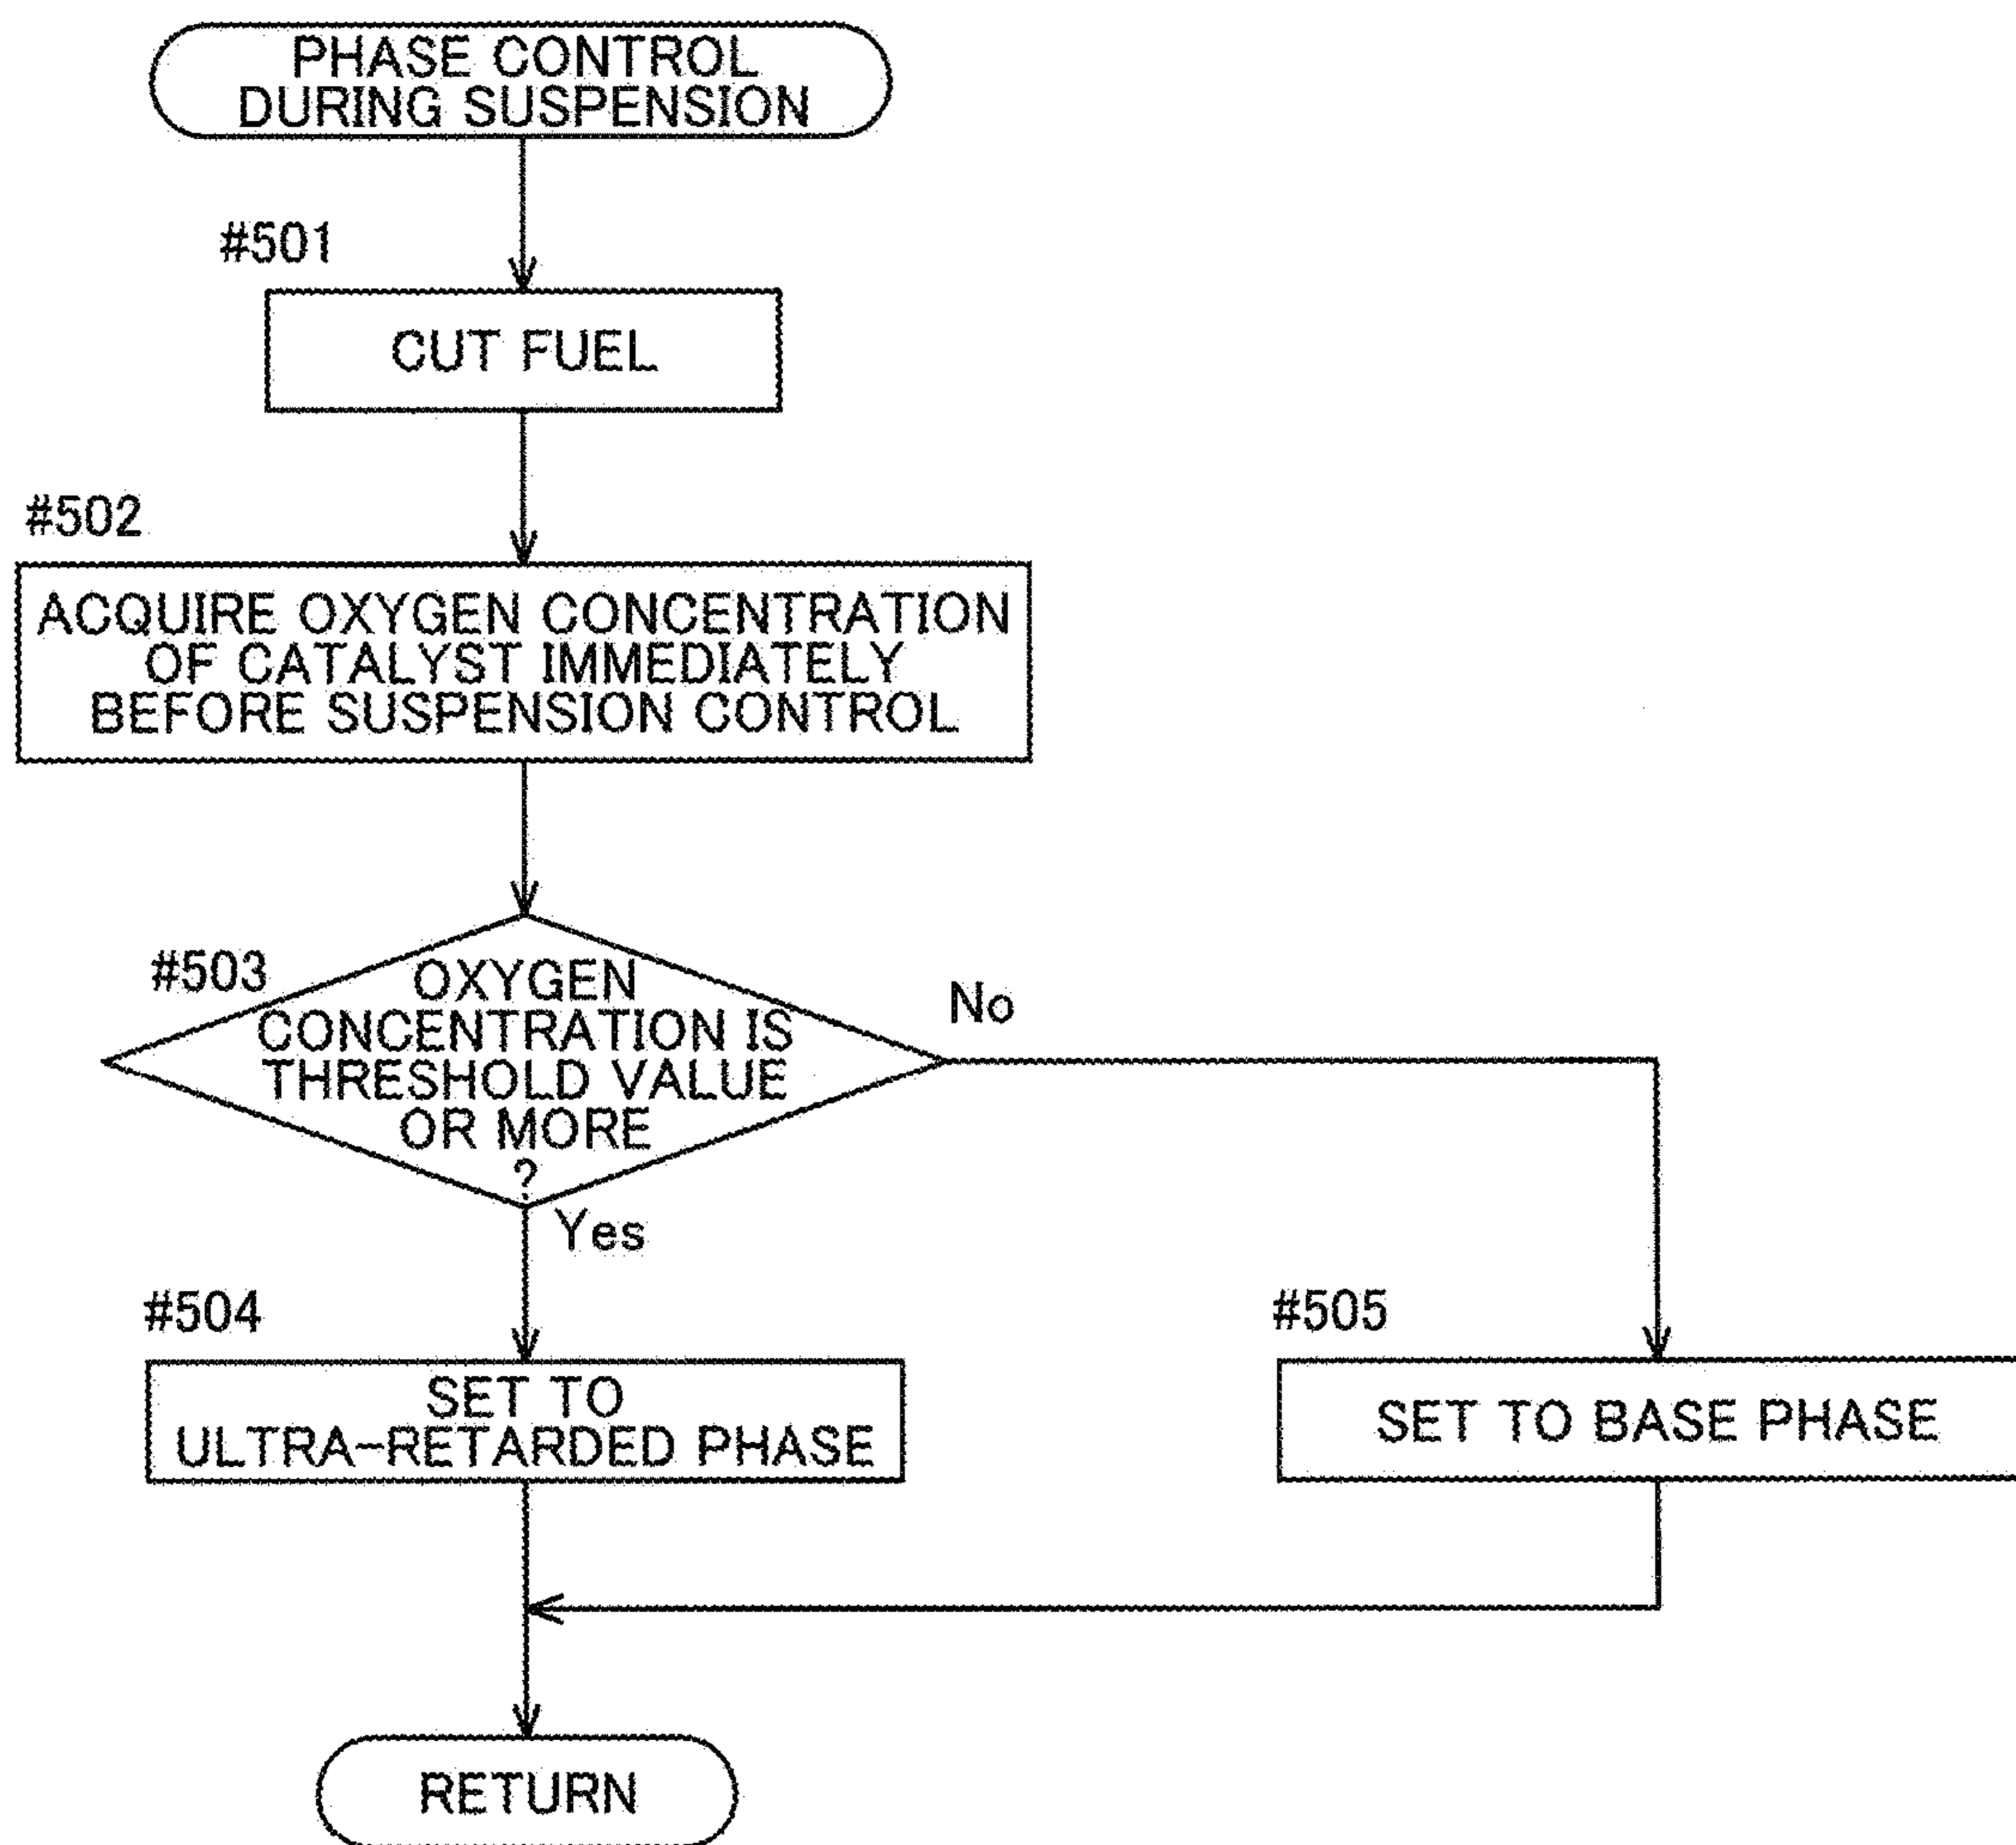 PHASE CONTROL
DURING SUSPENSION
#501
CUT FUEL
#502
ACQUIRE OXYGEN CONCENTRATION
OF CATALYST IMMEDIATELY
BEFORE SUSPENSION CONTROL
#503
OXYGEN
CONCENTRATION IS
THRESHOLD VALUE
OR MORE
?
No
Yes
#504
SET TO
ULTRA-RETARDED PHASE
#505
SET TO BASE PHASE
RETURN